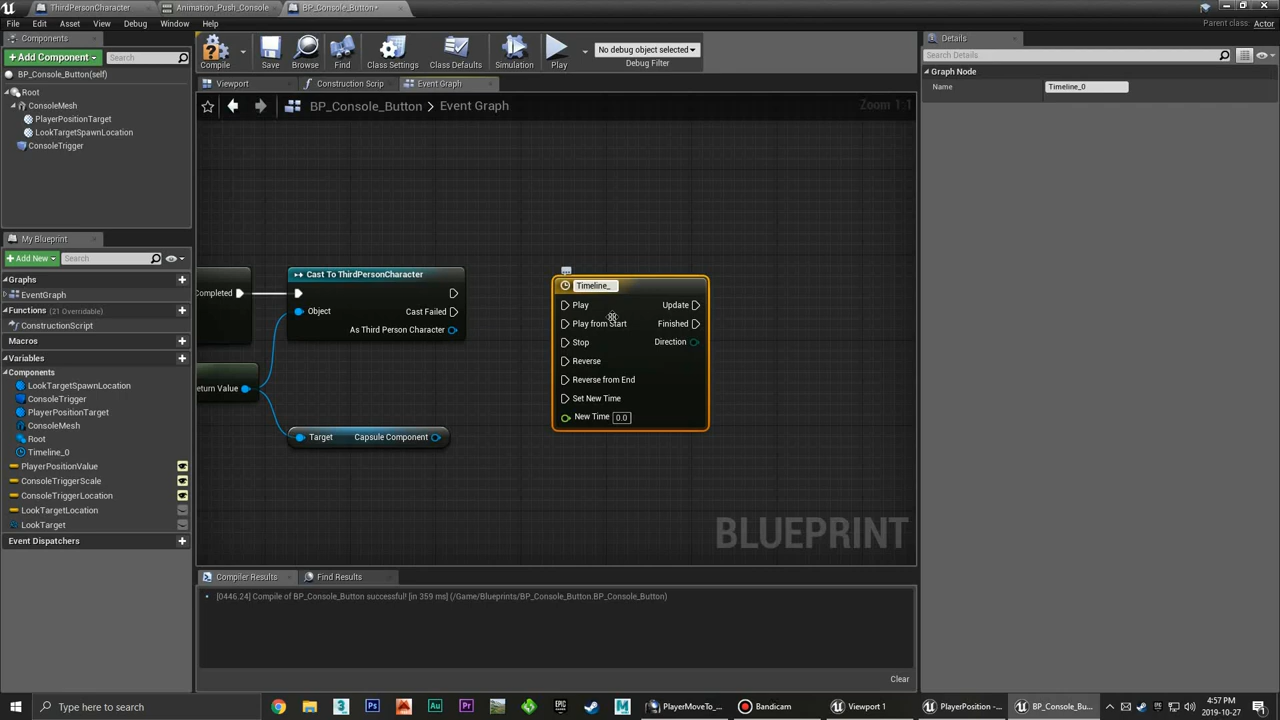 ThirdPersonCharacter
Animation_Push_Console
BP_Console_Button*
File Edit Asset View Debug Window Help
Parent class: Actor
Components
+ Add Component
Search
BP_Console_Button(self)
Root
ConsoleMesh
PlayerPositionTarget
LookTargetSpawnLocation
ConsoleTrigger
My Blueprint
+ Add New
Search
Graphs
EventGraph
Functions (21 Overridable)
ConstructionScript
Macros
Variables
Components
LookTargetSpawnLocation
ConsoleTrigger
PlayerPositionTarget
ConsoleMesh
Root
Timeline_0
PlayerPositionValue
ConsoleTriggerScale
ConsoleTriggerLocation
LookTargetLocation
LookTarget
Event Dispatchers
Compile Save Browse Find Class Settings Class Defaults Simulation Play
No debug object selected
Debug Filter
Viewport Construction Scrip Event Graph
BP_Console_Button > Event Graph
Zoom 1:1
Completed
eturn Value
Cast To ThirdPersonCharacter
Object
Cast Failed
As Third Person Character
Target Capsule Component
Timeline_
Play Update
Play from Start Finished
Stop Direction
Reverse
Reverse from End
Set New Time
New Time 0.0
BLUEPRINT
Compiler Results Find Results
[0446.24] Compile of BP_Console_Button successful! [in 359 ms] (/Game/Blueprints/BP_Console_Button.BP_Console_Button)
Clear
Details
Search Details
Graph Node
Name Timeline_0
Type here to search
PlayerMoveTo_...
Bandicam
Viewport 1
PlayerPosition -...
BP_Console_Bu...
4:57 PM
2019-10-27